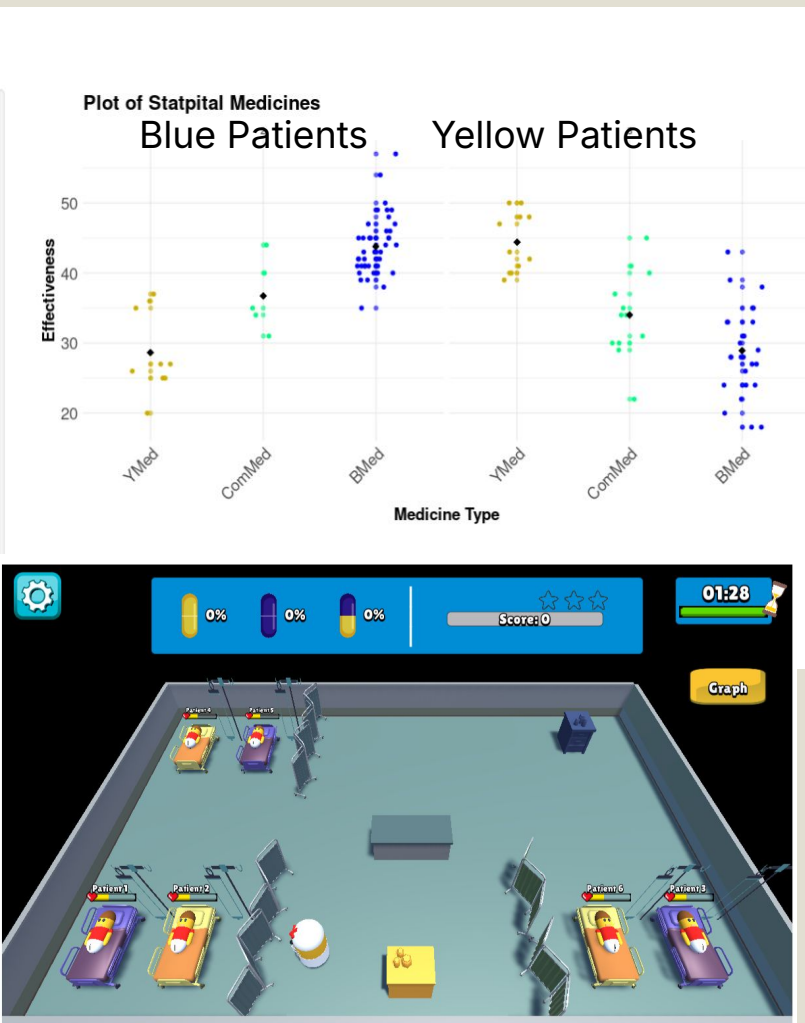 Plot of Statpital Medicines
Blue Patients Yellow Patients
50
40
30
20
Effectiveness
YMed ComMed BMed YMed ComMed BMed
Medicine Type
0% 0% 0%
Score: 0
01:28
Graph
Patient 4 Patient 5
Patient 1 Patient 2 Patient 6 Patient 3